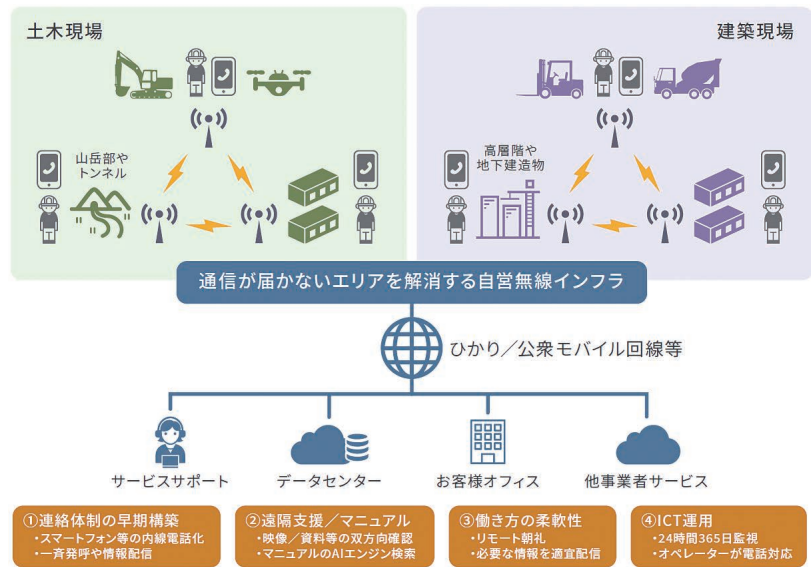 土木現場
建築現場
山岳部や
トンネル
高層階や
地下建造物
通信が届かないエリアを解消する自営無線インフラ
ひかり／公衆モバイル回線等
サービスサポート
データセンター
お客様オフィス
他事業者サービス
①連絡体制の早期構築
・スマートフォン等の内線電話化
・一斉発呼や情報配信
②遠隔支援／マニュアル
・映像／資料等の双方向確認
・マニュアルのAIエンジン検索
③働き方の柔軟性
・リモート朝礼
・必要な情報を適宜配信
④ICT運用
・24時間365日監視
・オペレーターが電話対応